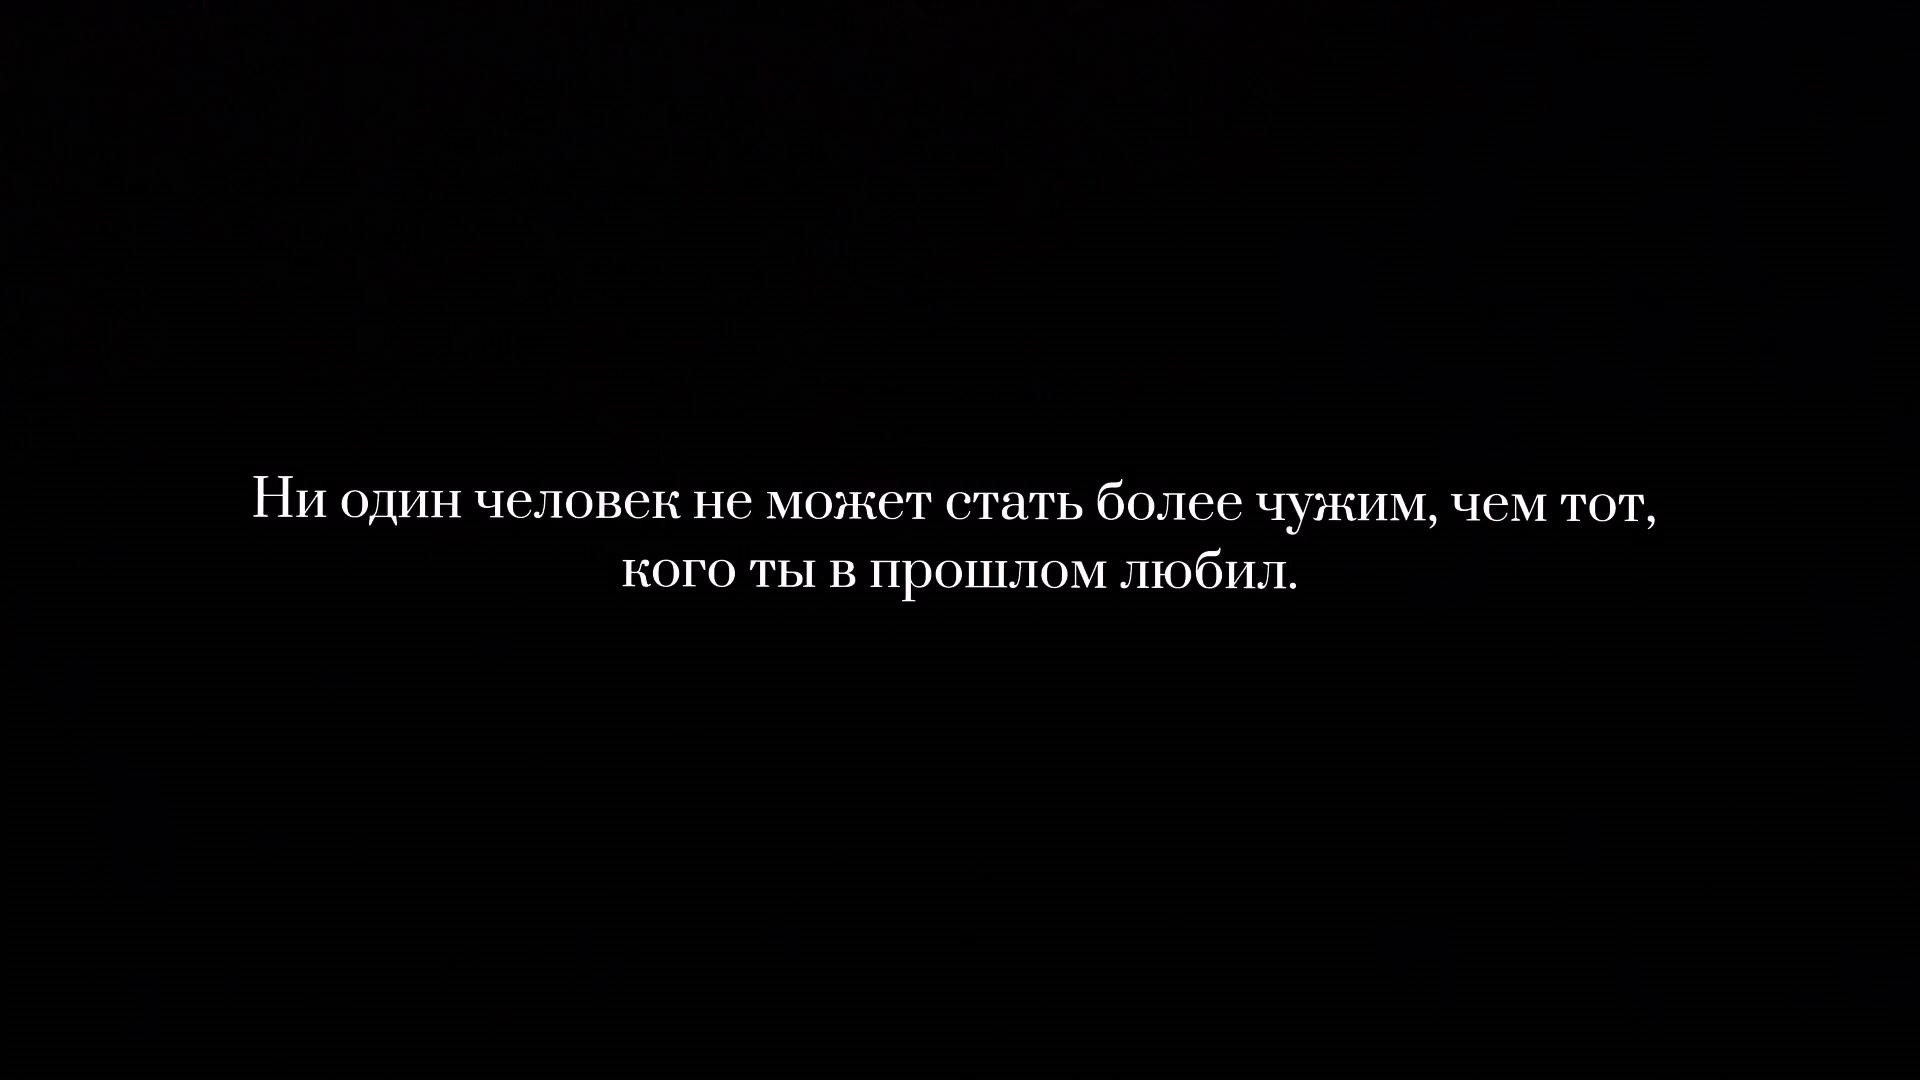 Ни один человек не может стать более чужим, чем тот,
кого ты в прошлом любил.